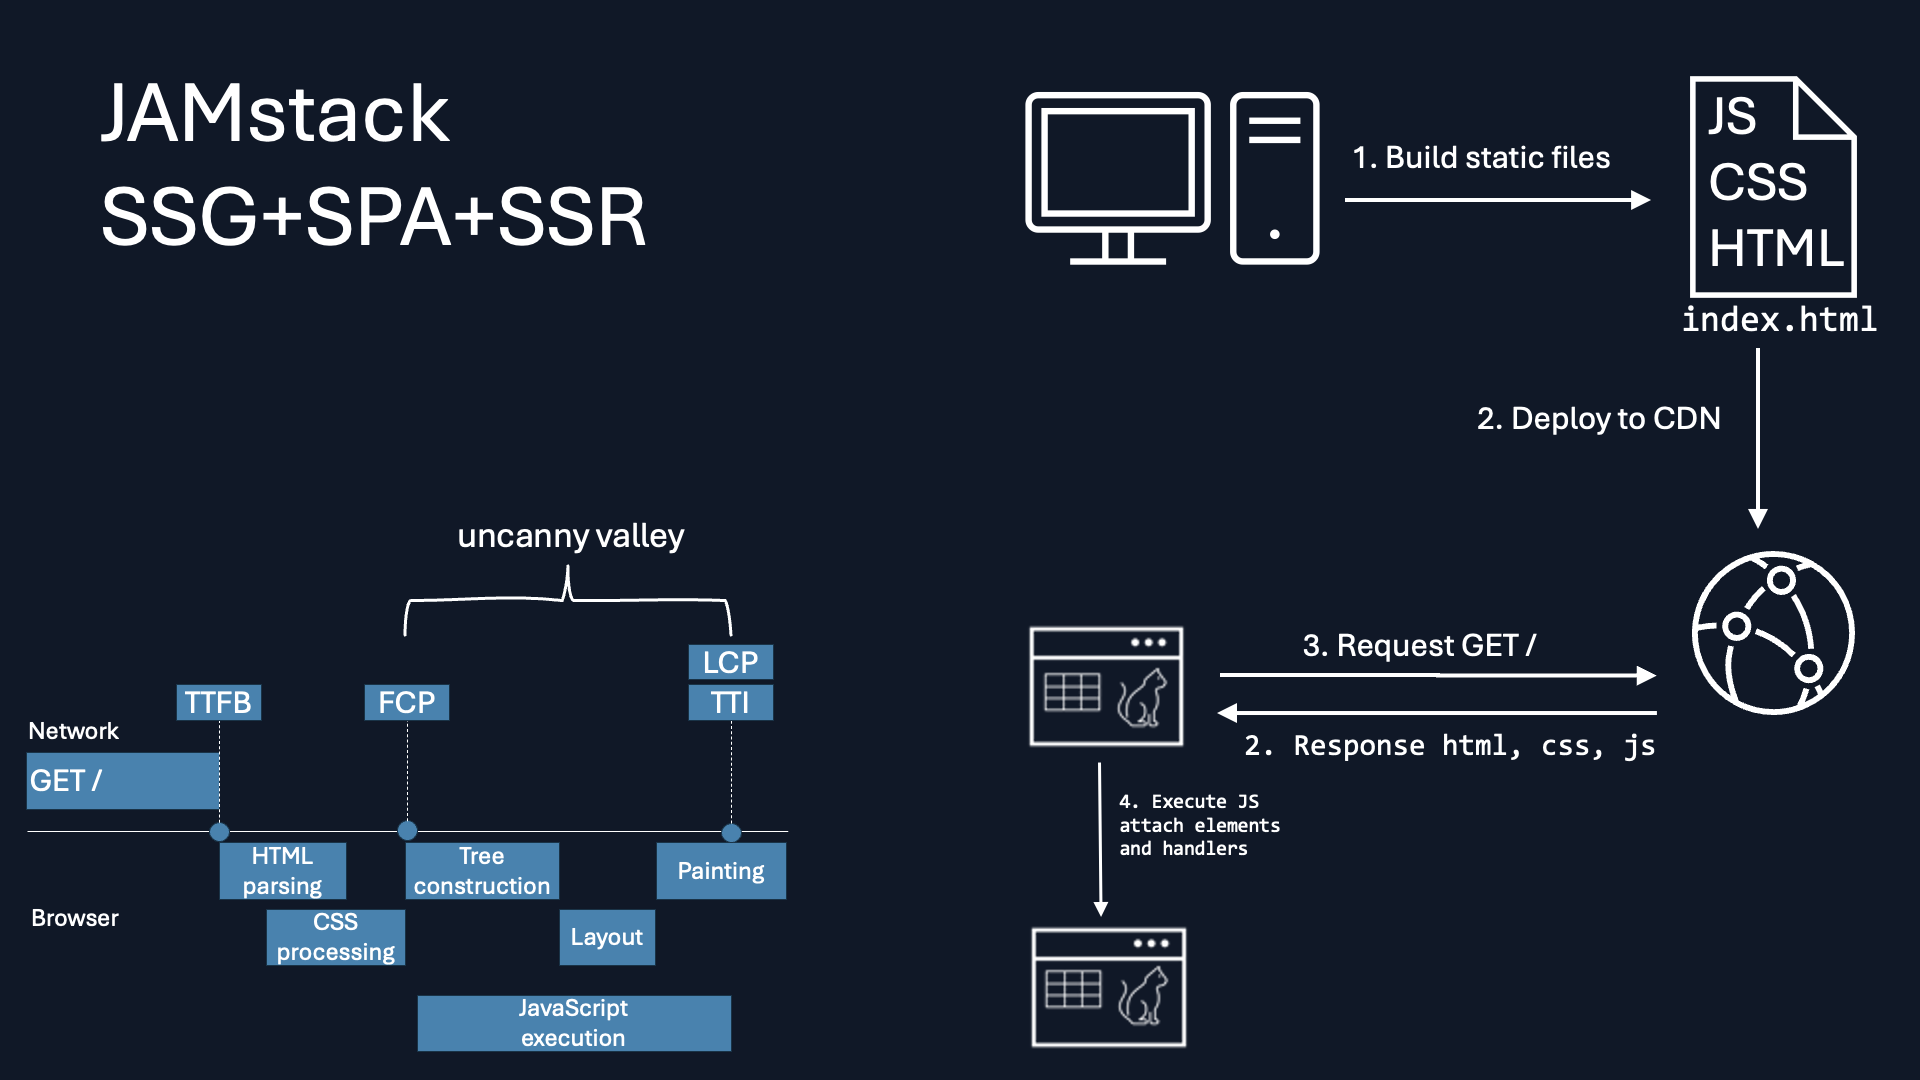 JAMstack
SSG+SPA+SSR
1. Build static files
JS
CSS
HTML
index.html
2. Deploy to CDN
3. Request GET /
2. Response html, css, js
4. Execute JS
attach elements
and handlers
uncanny valley
LCP
TTFB
FCP
TTI
Network
GET /
HTML
parsing
Tree
construction
Painting
Browser
CSS
processing
Layout
JavaScript
execution